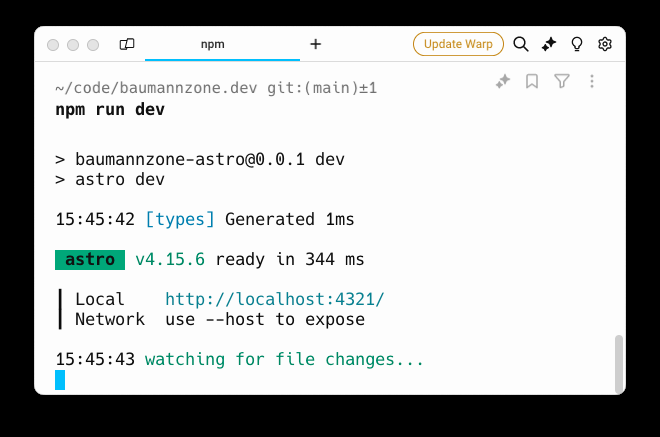 npm
Update Warp
~/code/baumannzone.dev git:(main)±1
npm run dev
> baumannzone-astro@0.0.1 dev
> astro dev
15:45:42 [types] Generated 1ms
astro v4.15.6 ready in 344 ms
Local http://localhost:4321/
Network use --host to expose
15:45:43 watching for file changes...